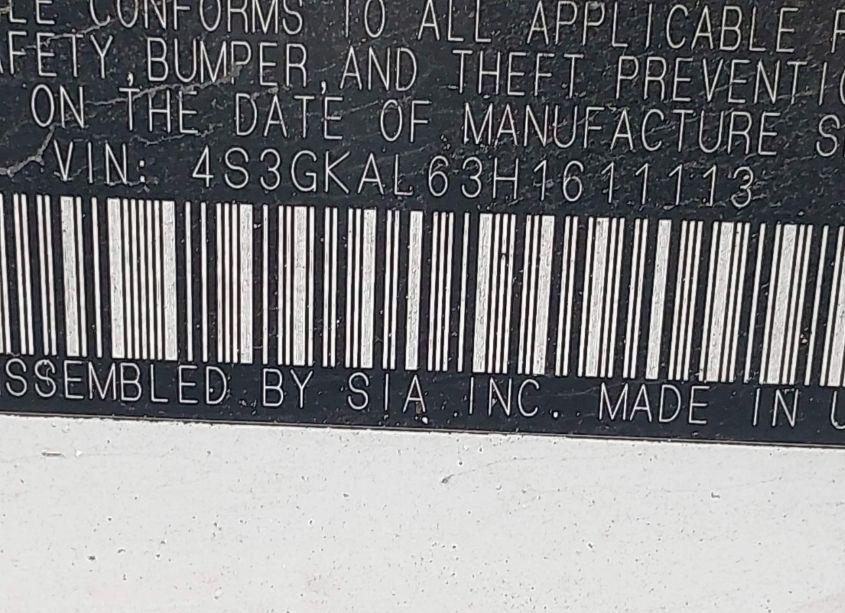 LE CONFORMS TO ALL APPLICABLE F
AFETY, BUMPER, AND THEFT PREVENTIO
ON THE DATE OF MANUFACTURE S
VIN: 4S3GKAL63H1611113
SSEMBLED BY SIA INC. MADE IN U